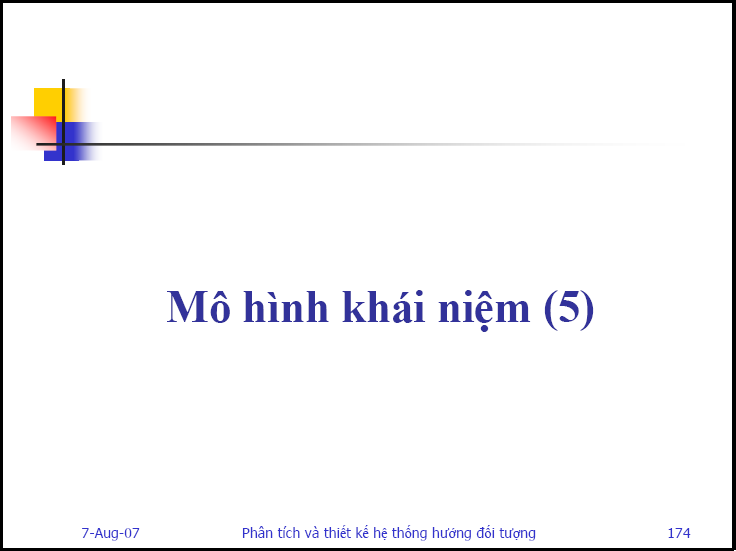 Mô hình khái niệm (5)
7-Aug-07 Phân tích và thiết kế hệ thống hướng đối tượng 174